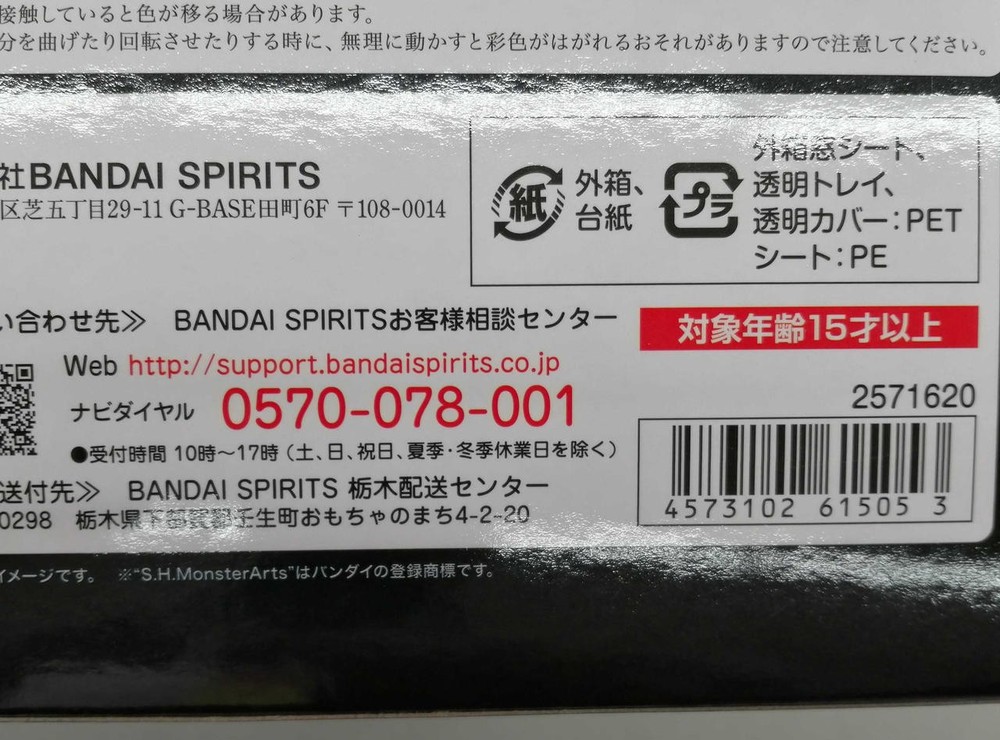 接触していると色が移る場合があります。
分を曲げたり回転させたりする時に、無理に動かすと彩色がはがれるおそれがありますので注意してください。
社BANDAI SPIRITS
区芝五丁目29-11 G-BASE田町6F 〒108-0014
紙
外箱、
台紙
プラ
外箱窓シート、
透明トレイ、
透明カバー：PET
シート：PE
い合わせ先≫ BANDAI SPIRITSお客様相談センター
Web http://support.bandaispirits.co.jp
ナビダイヤル 0570-078-001
●受付時間 10時～17時（土、日、祝日、夏季・冬季休業日を除く）
送付先≫ BANDAI SPIRITS 栃木配送センター
0298 栃木県下都賀郡壬生町おもちゃのまち4-2-20
対象年齢15才以上
2571620
4573102 61505 3
イメージです。 ※“S.H.MonsterArts”はバンダイの登録商標です。